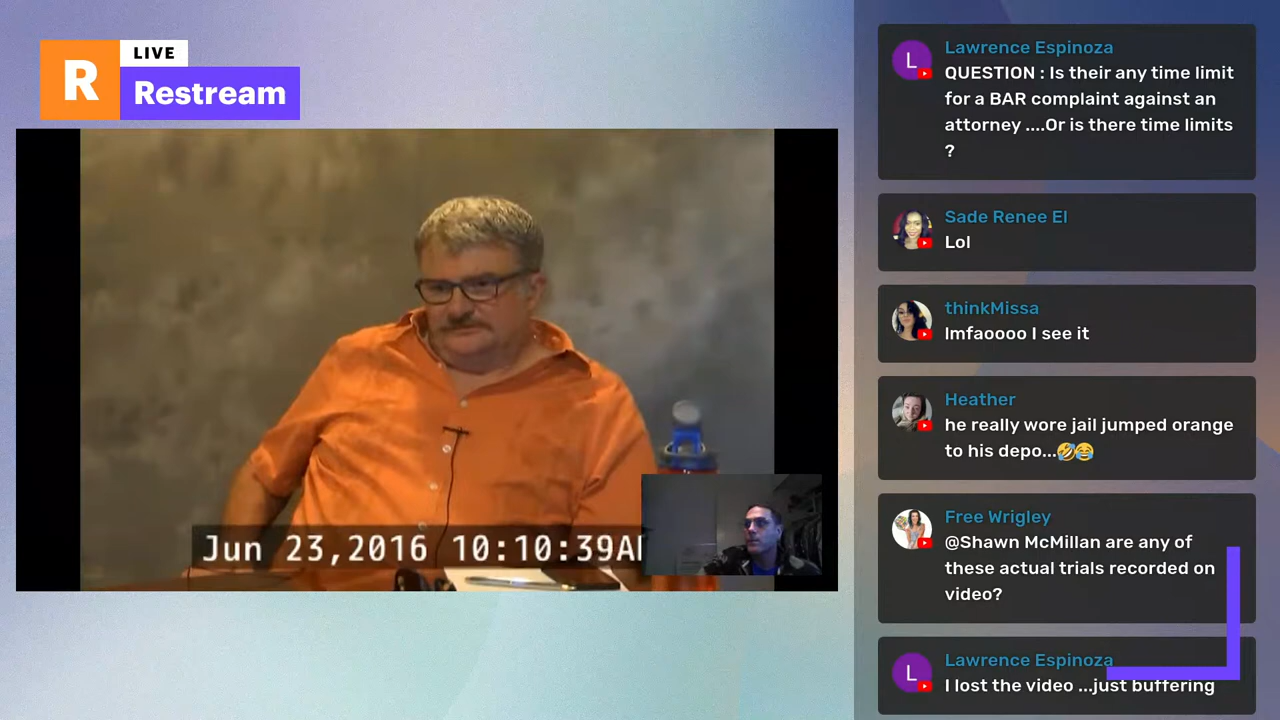 R
LIVE
Restream
Jun 23,2016 10:10:39A
L
Lawrence Espinoza
QUESTION : Is their any time limit
for a BAR complaint against an
attorney ....Or is there time limits
?
Sade Renee El
Lol
thinkMissa
lmfaoooo I see it
Heather
he really wore jail jumped orange
to his depo...🤣😂
Free Wrigley
@Shawn McMillan are any of
these actual trials recorded on
video?
L
Lawrence Espinoza
I lost the video ...just buffering